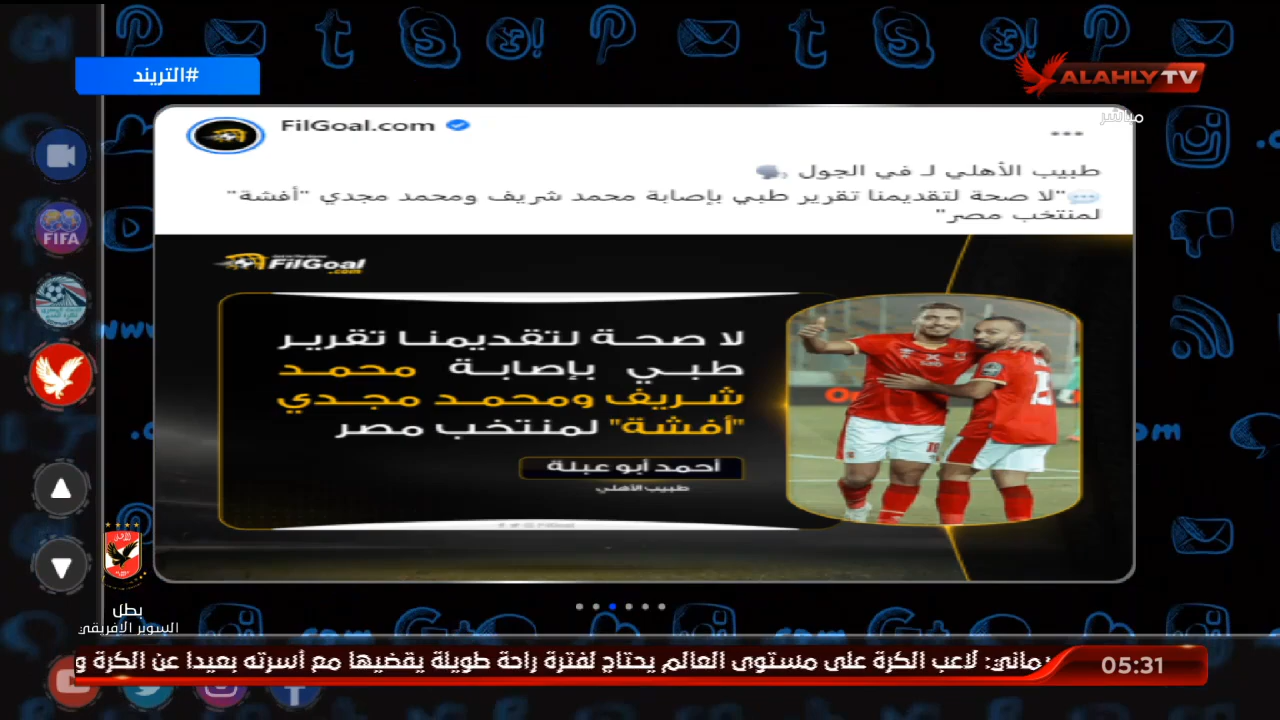 #التريند
ALAHLY TV
مباشر
FilGoal.com
طبيب الأهلي لـ في الجول
"لا صحة لتقديمنا تقرير طبي بإصابة محمد شريف ومحمد مجدي "أفشة"
لمنتخب مصر"
FilGoal
.com
لا صحة لتقديمنا تقرير
طبي بإصابة محمد
شريف ومحمد مجدي
"أفشة" لمنتخب مصر
أحمد أبو عبلة
طبيب الأهلي
FIFA
بطل
السوبر الإفريقي
لاعب الكرة على مستوى العالم يحتاج لفترة راحة طويلة يقضيها مع أسرته بعيدا عن الكرة و
05:31